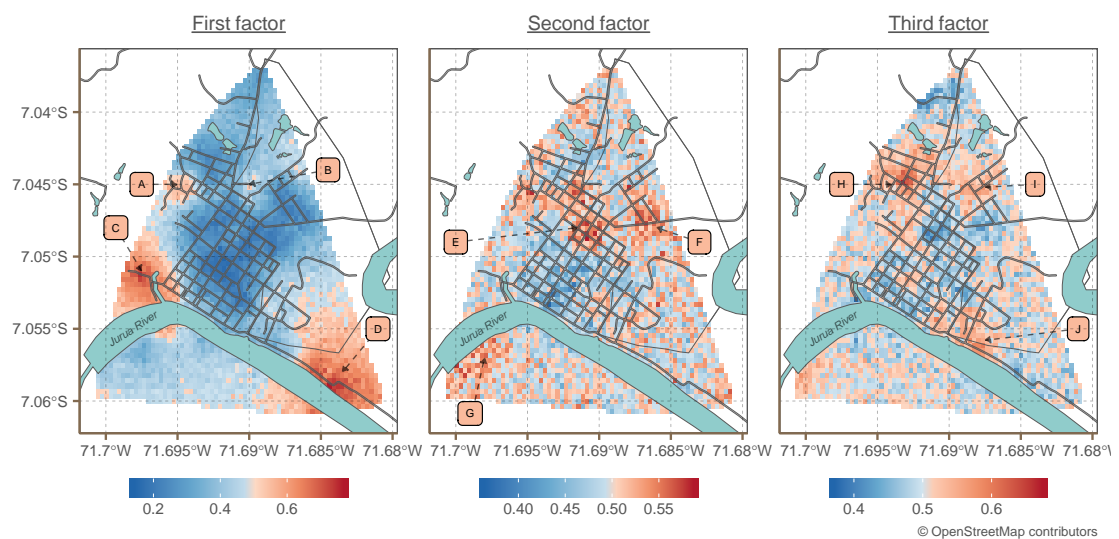 First factor Second factor Third factor
7.04°S
7.045°S
7.05°S
7.055°S
7.06°S
A
B
C
D
Jurua River
E
F
G
Jurua River
H
I
J
Jurua River
71.7°W 71.695°W 71.69°W 71.685°W 71.68°W
71.7°W 71.695°W 71.69°W 71.685°W 71.68°W
71.7°W 71.695°W 71.69°W 71.685°W 71.68°W
0.2 0.4 0.6
0.40 0.45 0.50 0.55
0.4 0.5 0.6
© OpenStreetMap contributors